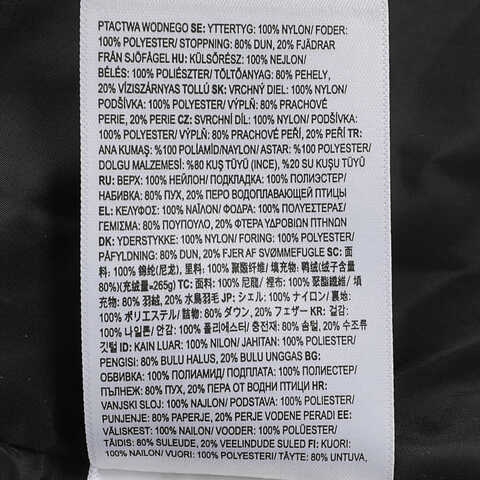 PTACTWA WODNEGO SE: YTTERTYG: 100% NYLON/ FODER:
100% POLYESTER/ STOPPNING: 80% DUN, 20% FJÄDRAR
FRÅN SJÖFÅGEL HU: KÜLSŐRÉSZ: 100% NEJLON/
BÉLÉS: 100% POLIÉSZTER/ TÖLTŐANYAG: 80% PEHELY,
20% VÍZISZÁRNYAS TOLLÚ SK: VRCHNÝ DIEL: 100% NYLON/
PODŠÍVKA: 100% POLYESTER/ VÝPLŇ: 80% PRACHOVÉ
PERIE, 20% PERIE CZ: SVRCHNÍ DÍL: 100% NYLON/ PODŠÍVKA:
100% POLYESTER/ VÝPLŇ: 80% PRACHOVÉ PEŘÍ, 20% PEŘÍ TR:
ANA KUMAŞ: %100 POLİAMİD/NAYLON/ ASTAR: %100 POLYESTER/
DOLGU MALZEMESİ: %80 KUŞ TÜYÜ (İNCE), %20 SU KUŞU TÜYÜ
RU: ВЕРХ: 100% НЕЙЛОН/ ПОДКЛАДКА: 100% ПОЛИЭСТЕР/
НАБИВКА: 80% ПУХ, 20% ПЕРО ВОДОПЛАВАЮЩЕЙ ПТИЦЫ
EL: ΚΕΛΥΦΟΣ: 100% ΝΑΪΛΟΝ/ ΦΟΔΡΑ: 100% ΠΟΛΥΕΣΤΕΡΑΣ/
ΓΕΜΙΣΜΑ: 80% ΠΟΥΠΟΥΛΟ, 20% ΦΤΕΡΑ ΥΔΡΟΒΙΩΝ ΠΤΗΝΩΝ
DK: YDERSTYKKE: 100% NYLON/ FORING: 100% POLYESTER/
PÅFYLDNING: 80% DUN, 20% FJER AF SVØMMEFUGLE SC: 面
料: 100% 锦纶(尼龙), 里料: 100% 聚酯纤维/ 填充物: 鸭绒(绒子含量
80%)(充绒量=265g) TC: 面料: 100% 尼龍/ 裡布: 100% 聚酯纖維/ 填
充物: 80% 羽絨, 20% 水鳥羽毛 JP: シェル: 100% ナイロン/ 裏地:
100% ポリエステル/ 詰物: 80% ダウン, 20% フェザー KR: 겉감:
100% 나일론/ 안감: 100% 폴리에스터/ 충전재: 80% 솜털, 20% 수조류
깃털 ID: KAIN LUAR: 100% NILON/ JAHITAN: 100% POLIESTER/
PENGISI: 80% BULU HALUS, 20% BULU UNGGAS BG:
ОБВИВКА: 100% ПОЛИАМИД/ ПОДПЛАТА: 100% ПОЛИЕСТЕР/
ПЪЛНЕЖ: 80% ПУХ, 20% ПЕРА ОТ ВОДНИ ПТИЦИ HR:
VANJSKI SLOJ: 100% NAJLON/ PODSTAVA: 100% POLIESTER/
PUNJENJE: 80% PAPERJE, 20% PERJE VODENE PERADI EE:
VÄLISKEST: 100% NAILON/ VOODER: 100% POLÜESTER/
TÄIDIS: 80% SULEUDE, 20% VEELINDUDE SULED FI: KUORI:
100% NAILON/ VUORI: 100% POLYESTERI/ TÄYTE: 80% UNTUVA,